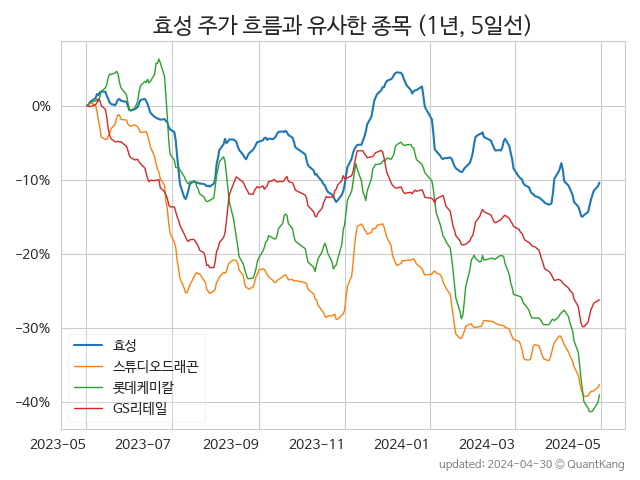 효성 주가 흐름과 유사한 종목 (1년, 5일선)
0%
−10%
−20%
−30%
−40%
효성
스튜디오드래곤
롯데케미칼
GS리테일
2023-05 2023-07 2023-09 2023-11 2024-01 2024-03 2024-05
updated: 2024-04-30 © QuantKang